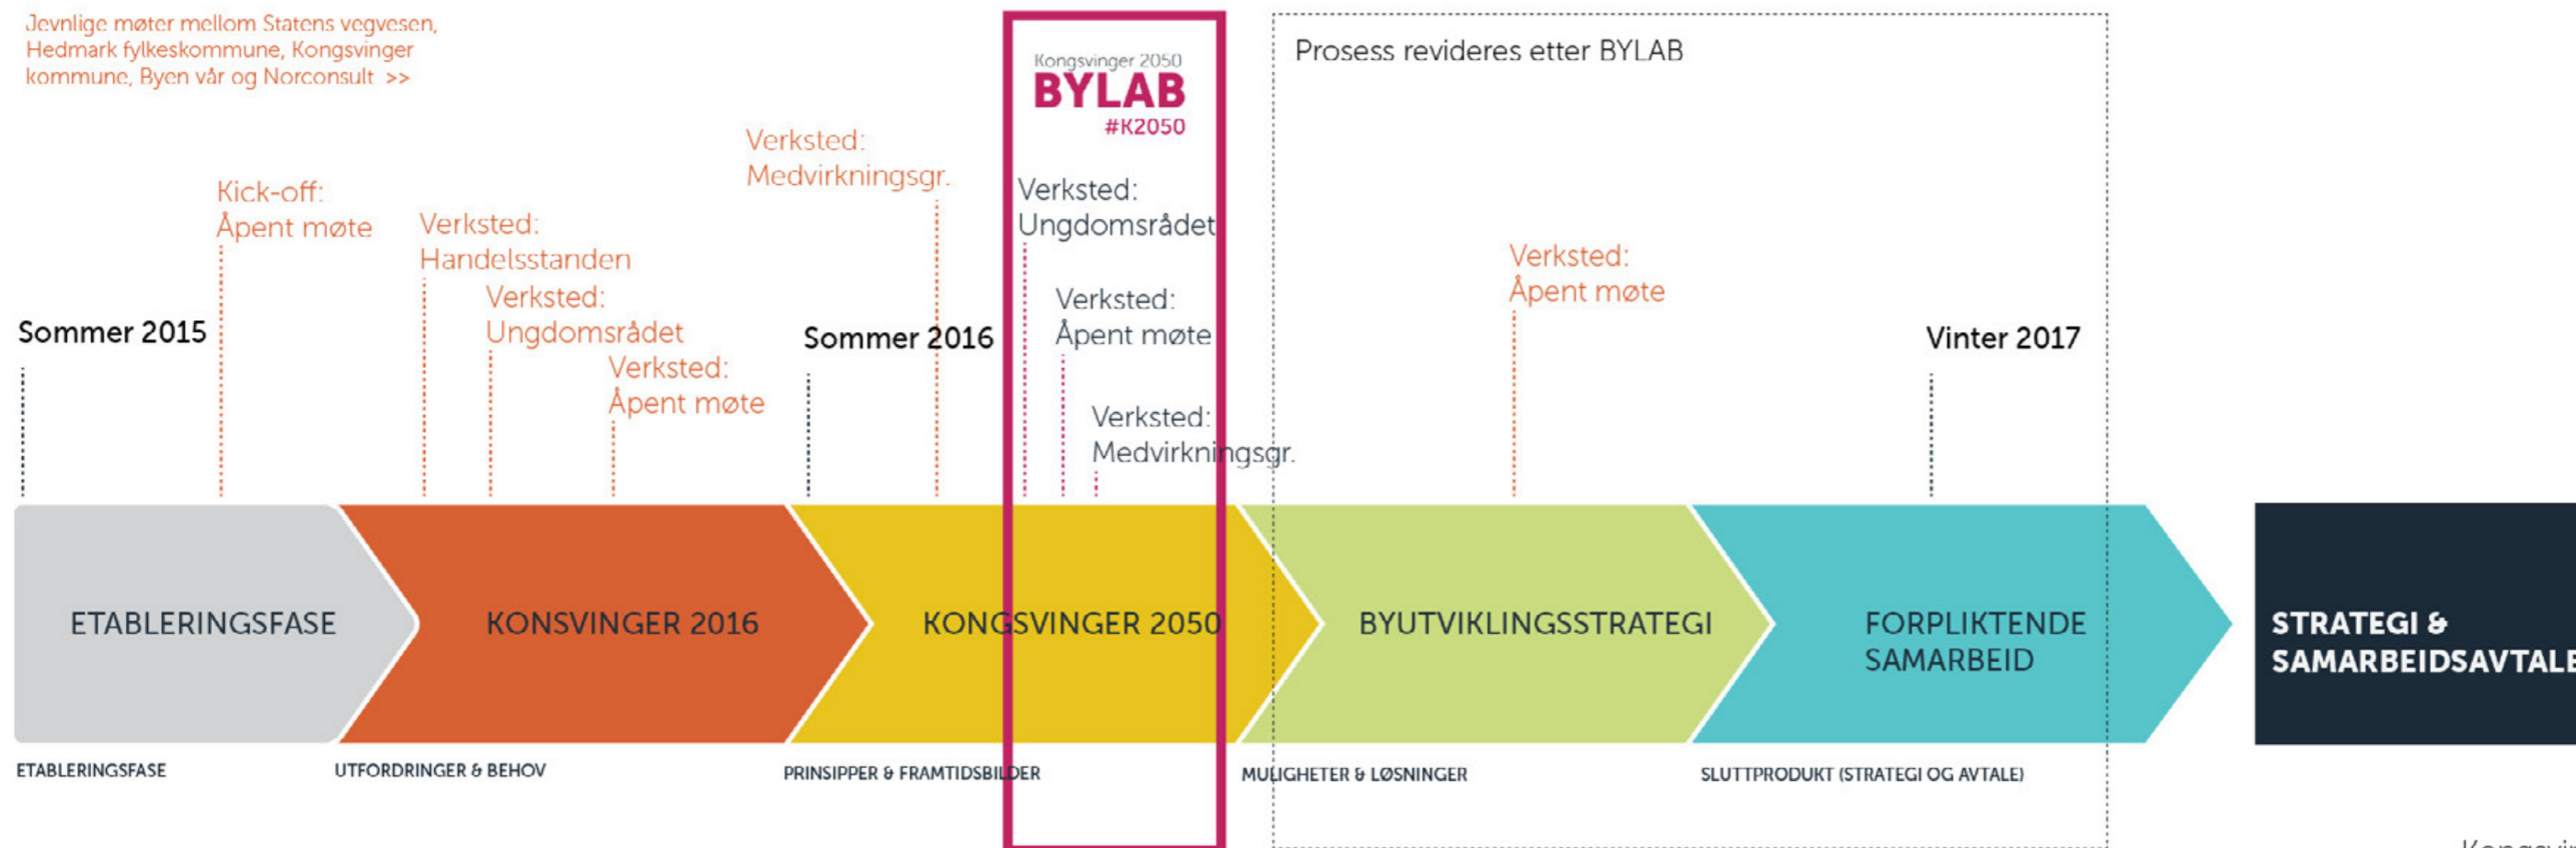 Jevnlige møter mellom Statens vegvesen,
Hedmark fylkeskommune, Kongsvinger
kommune, Byen vår og Norconsult >>
Kongsvinger 2050
BYLAB
#K2050
Prosess revideres etter BYLAB
Kick-off:
Åpent møte
Verksted:
Handelsstanden
Verksted:
Ungdomsrådet
Verksted:
Åpent møte
Verksted:
Medvirkningsgr.
Verksted:
Ungdomsrådet
Verksted:
Åpent møte
Verksted:
Medvirkningsgr.
Verksted:
Åpent møte
Sommer 2015
Sommer 2016
Vinter 2017
ETABLERINGSFASE
KONSVINGER 2016
KONGSVINGER 2050
BYUTVIKLINGSSTRATEGI
FORPLIKTENDE
SAMARBEID
STRATEGI &
SAMARBEIDSAVTALE
ETABLERINGSFASE
UTFORDRINGER & BEHOV
PRINSIPPER & FRAMTIDSBILDER
MULIGHETER & LØSNINGER
SLUTTPRODUKT (STRATEGI OG AVTALE)